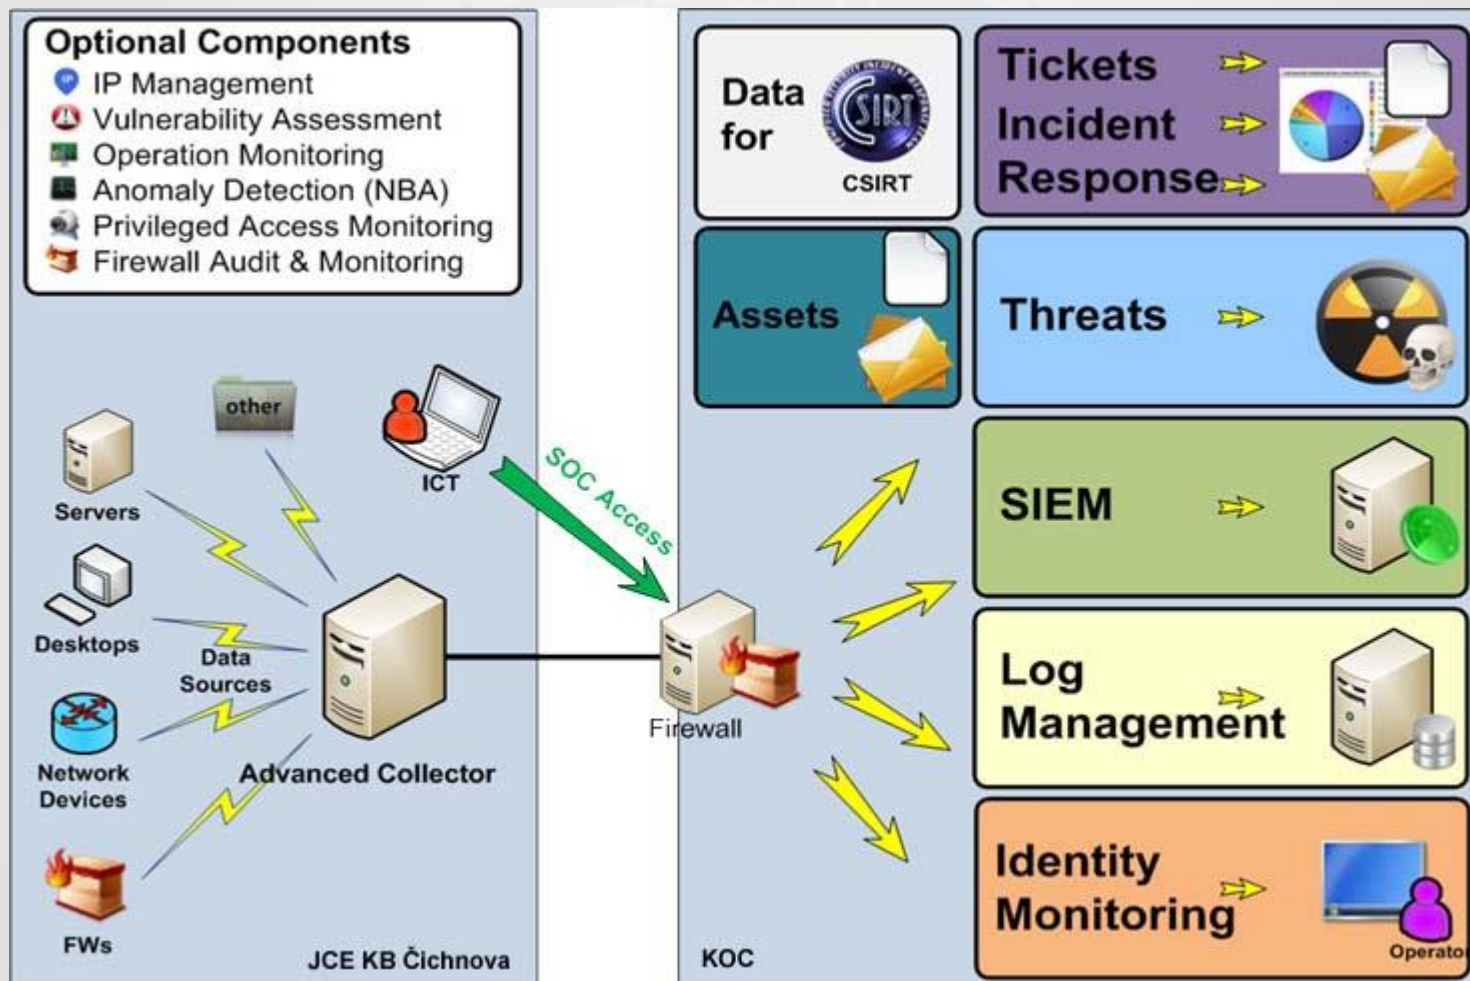 Optional Components
IP Management
Vulnerability Assessment
Operation Monitoring
Anomaly Detection (NBA)
Privileged Access Monitoring
Firewall Audit & Monitoring
other
Servers
ICT
Desktops
Data
Sources
Network
Devices
Advanced Collector
FWs
JCE KB Čichnova
SOC Access
Firewall
KOC
Data
for
CSIRT
CSIRT
Tickets
Incident
Response
Assets
Threats
SIEM
Log
Management
Identity
Monitoring
Operator